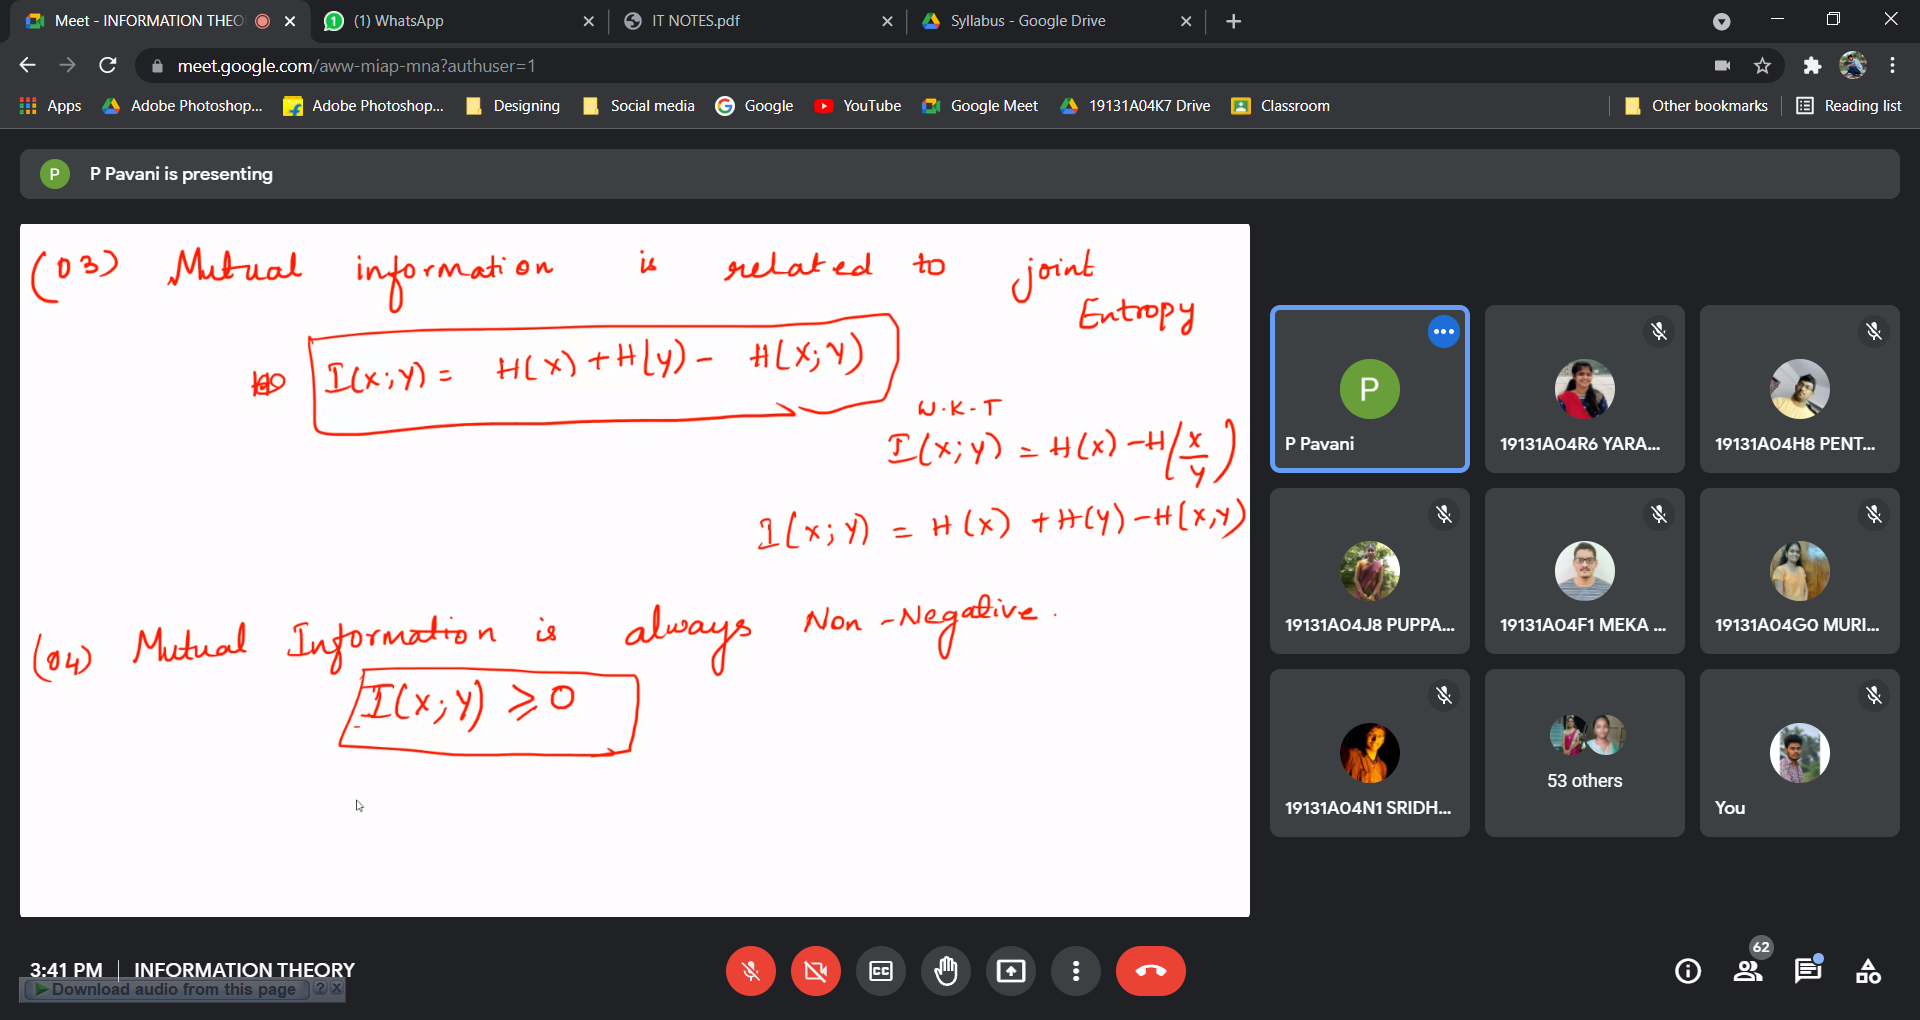 Meet - INFORMATION THEO
(1) WhatsApp
IT NOTES.pdf
Syllabus - Google Drive
meet.google.com/aww-miap-mna?authuser=1
Apps
Adobe Photoshop...
Adobe Photoshop...
Designing
Social media
Google
YouTube
Google Meet
19131A04K7 Drive
Classroom
Other bookmarks
Reading list
P
P Pavani is presenting
(03) Mutual information is related to joint
Entropy
I(X;Y) = H(X) + H(Y) - H(X;Y)
W.K.T
I(X;Y) = H(X) - H(X/Y)
I(X;Y) = H(X) + H(Y) - H(X,Y)
(04) Mutual Information is always Non-Negative.
I(X;Y) ⩾ 0
P
P Pavani
19131A04R6 YARA...
19131A04H8 PENT...
19131A04J8 PUPPA...
19131A04F1 MEKA ...
19131A04G0 MURI...
19131A04N1 SRIDH...
53 others
You
3:41 PM | INFORMATION THEORY
Download audio from this page ? X
CC
62